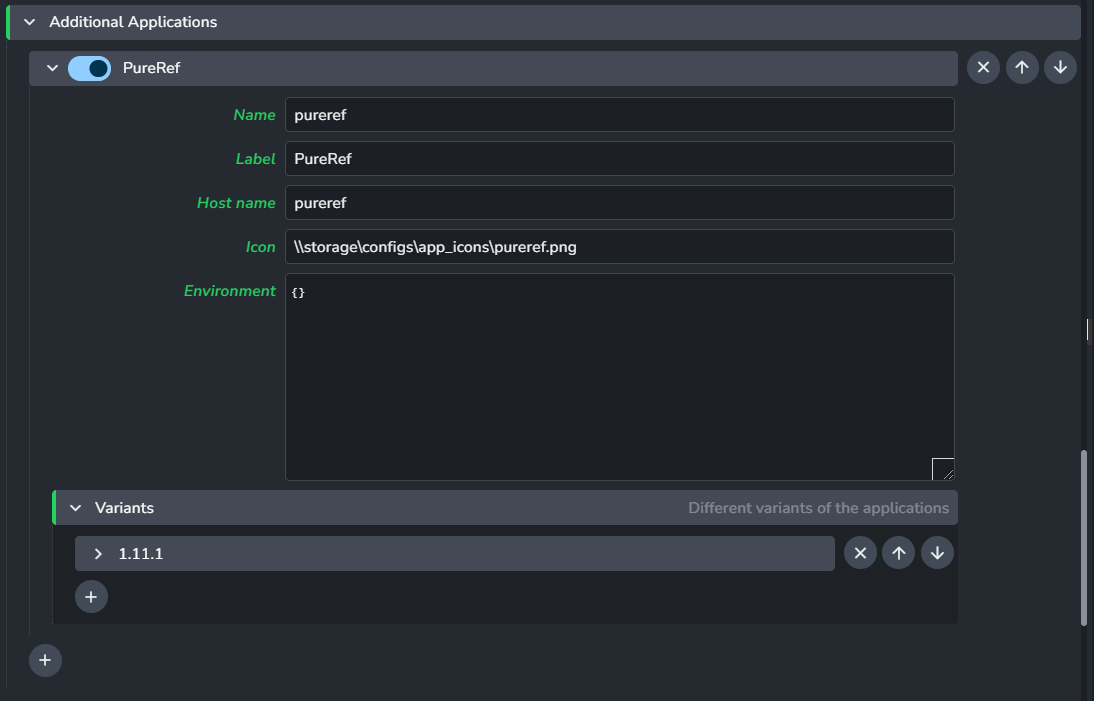 Additional Applications
PureRef
Name
pureref
Label
PureRef
Host name
pureref
Icon
\\storage\configs\app_icons\pureref.png
Environment
{}
Variants
Different variants of the applications
1.11.1